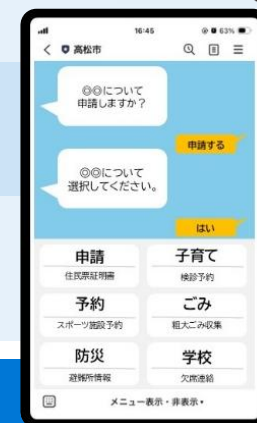 16:45
63%
高松市
◎◎について
申請しますか？
申請する
◎◎について
選択してください。
はい
申請
住民票証明書
子育て
検診予約
予約
スポーツ施設予約
ごみ
粗大ごみ収集
防災
避難所情報
学校
欠席連絡
メニュー表示・非表示▾